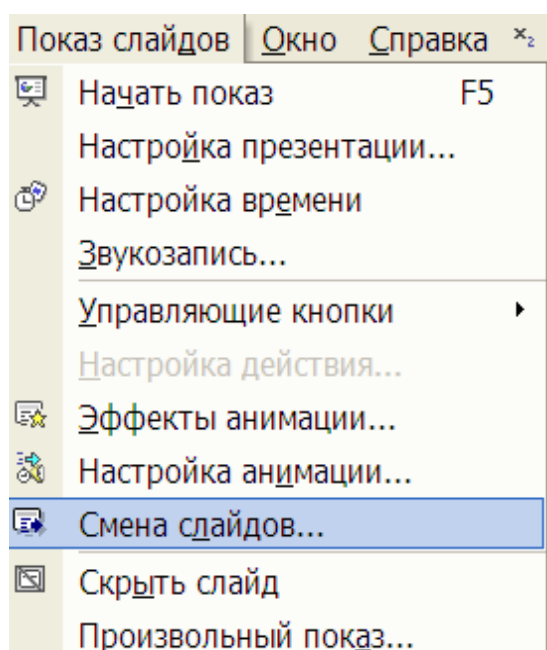 Показ слайдов Окно Справка x₂
Начать показ F5
Настройка презентации...
Настройка времени
Звукозапись...
Управляющие кнопки
Настройка действия...
Эффекты анимации...
Настройка анимации...
Смена слайдов...
Скрыть слайд
Произвольный показ...